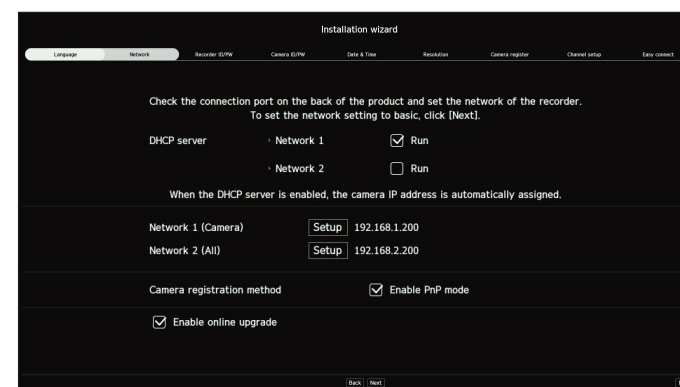 Installation wizard
Language Network Recorder ID/PW Camera ID/PW Date & Time Resolution Camera register Channel setup Easy connect
Check the connection port on the back of the product and set the network of the recorder.
To set the network setting to basic, click [Next].
DHCP server Network 1 Run
Network 2 Run
When the DHCP server is enabled, the camera IP address is automatically assigned.
Network 1 (Camera) Setup 192.168.1.200
Network 2 (All) Setup 192.168.2.200
Camera registration method Enable PnP mode
Enable online upgrade
Back Next